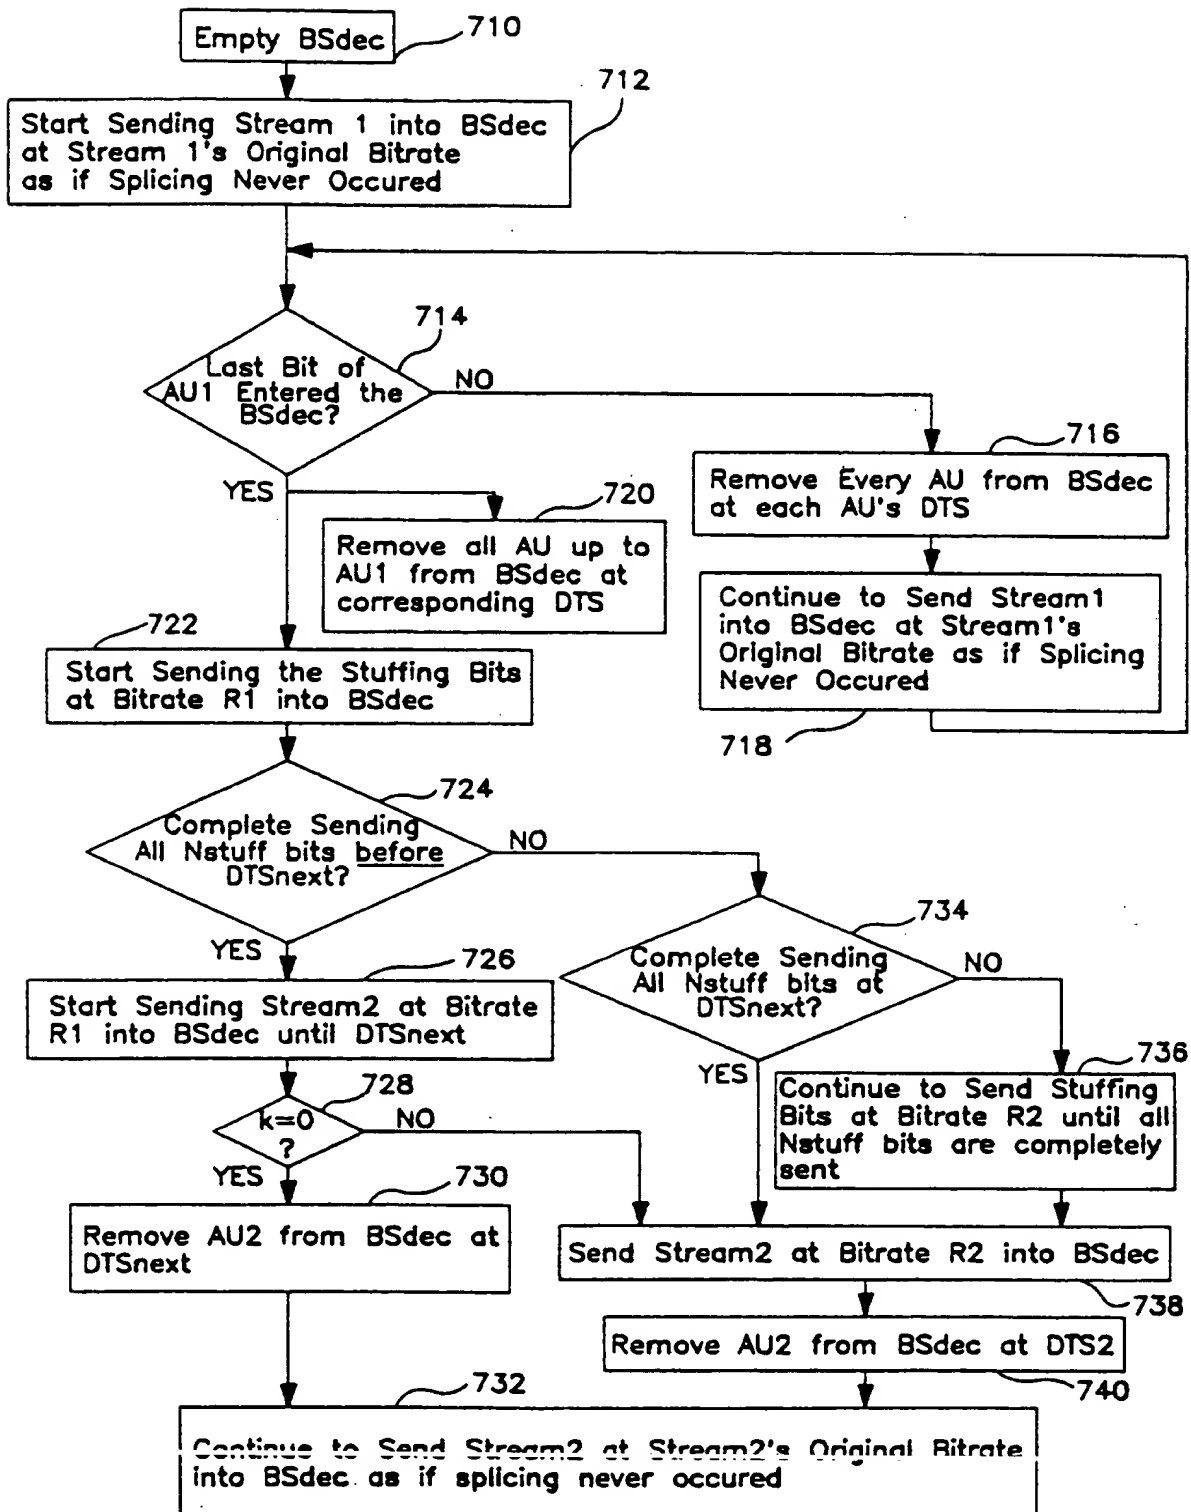 Empty BSdec
710
712
Start Sending Stream 1 into BSdec
at Stream 1's Original Bitrate
as if Splicing Never Occured
714
Last Bit of
AU1 Entered the
BSdec?
NO
YES
716
Remove Every AU from BSdec
at each AU's DTS
720
Remove all AU up to
AU1 from BSdec at
corresponding DTS
Continue to Send Stream1
into BSdec at Stream1's
Original Bitrate as if Splicing
Never Occured
718
722
Start Sending the Stuffing Bits
at Bitrate R1 into BSdec
724
Complete Sending
All Nstuff bits before
DTSnext?
NO
YES
734
Complete Sending
All Nstuff bits at
DTSnext?
NO
YES
726
Start Sending Stream2 at Bitrate
R1 into BSdec until DTSnext
736
Continue to Send Stuffing
Bits at Bitrate R2 until all
Nstuff bits are completely
sent
728
k=0
?
NO
YES
730
Remove AU2 from BSdec at
DTSnext
Send Stream2 at Bitrate R2 into BSdec
738
Remove AU2 from BSdec at DTS2
740
732
Continue to Send Stream2 at Stream2's Original Bitrate
into BSdec as if splicing never occured